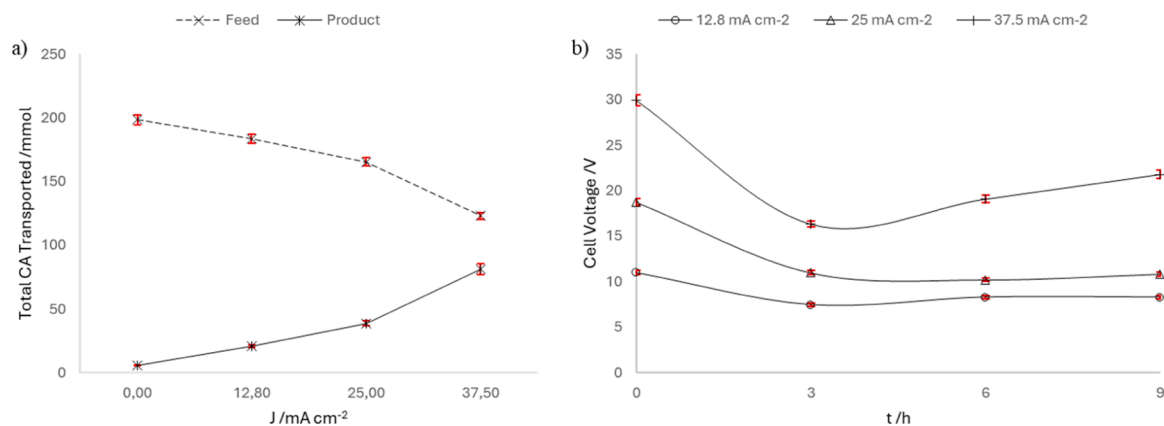 Feed Product
a)
Total CA Transported /mmol
250
200
150
100
50
0
0,00 12,80 25,00 37,50
J /mA cm-2
12.8 mA cm-2 25 mA cm-2 37.5 mA cm-2
b)
Cell Voltage /V
35
30
25
20
15
10
5
0
0 3 6 9
t /h